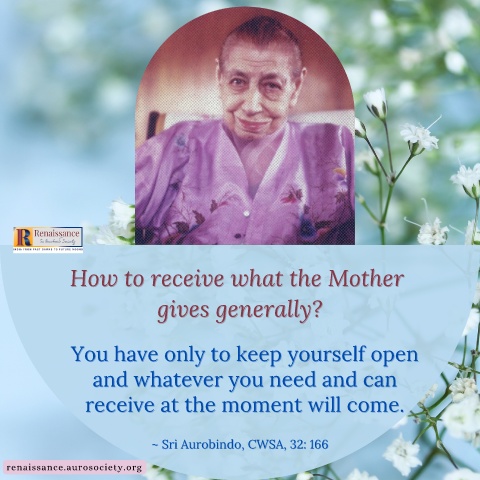 Renaissance
Sri Aurobindo Society
How to receive what the Mother
gives generally?
You have only to keep yourself open
and whatever you need and can
receive at the moment will come.
~ Sri Aurobindo, CWSA, 32: 166
renaissance.aurosociety.org